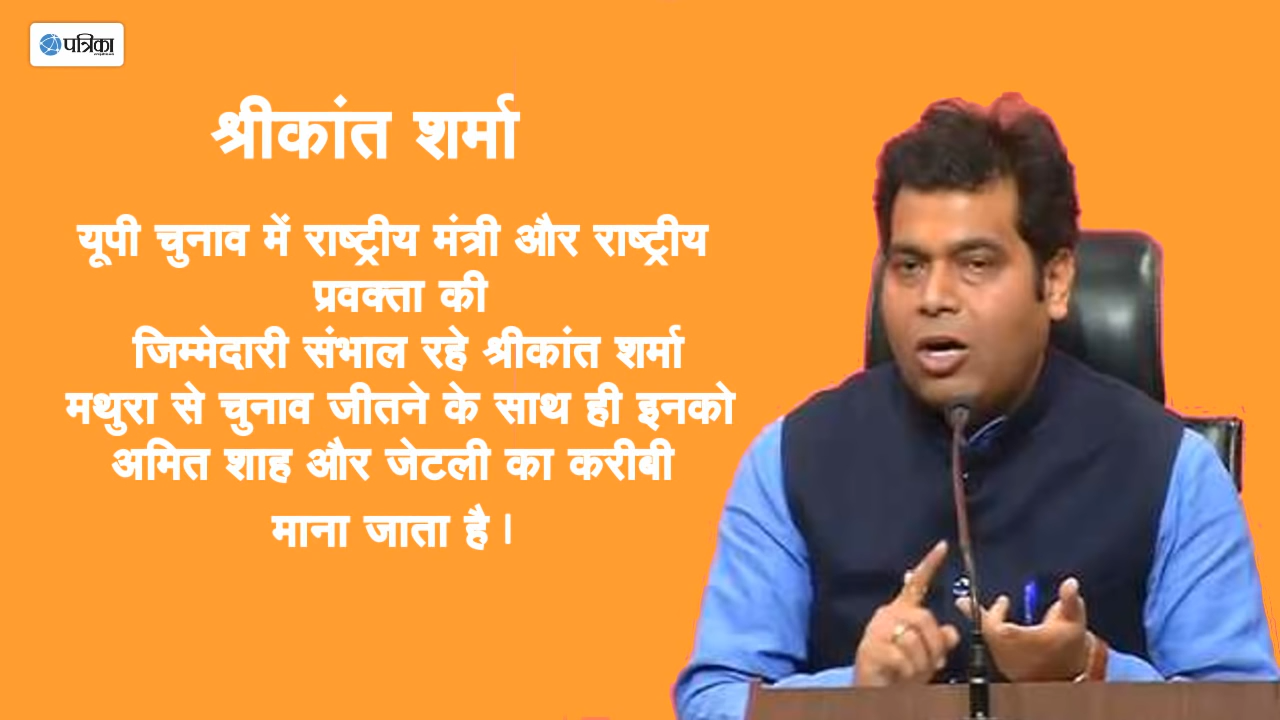 पत्रिका
श्रीकांत शर्मा
यूपी चुनाव में राष्ट्रीय मंत्री और राष्ट्रीय
प्रवक्ता की
जिम्मेदारी संभाल रहे श्रीकांत शर्मा
मथुरा से चुनाव जीतने के साथ ही इनको
अमित शाह और जेटली का करीबी
माना जाता है।